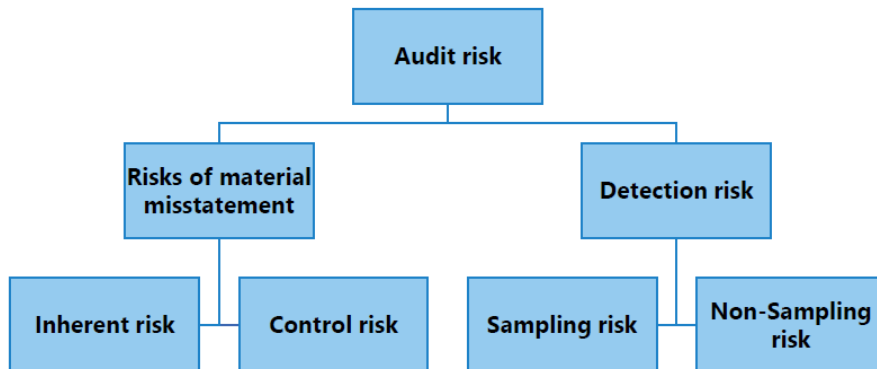 Audit risk
Risks of material
misstatement
Detection risk
Inherent risk
Control risk
Sampling risk
Non-Sampling
risk